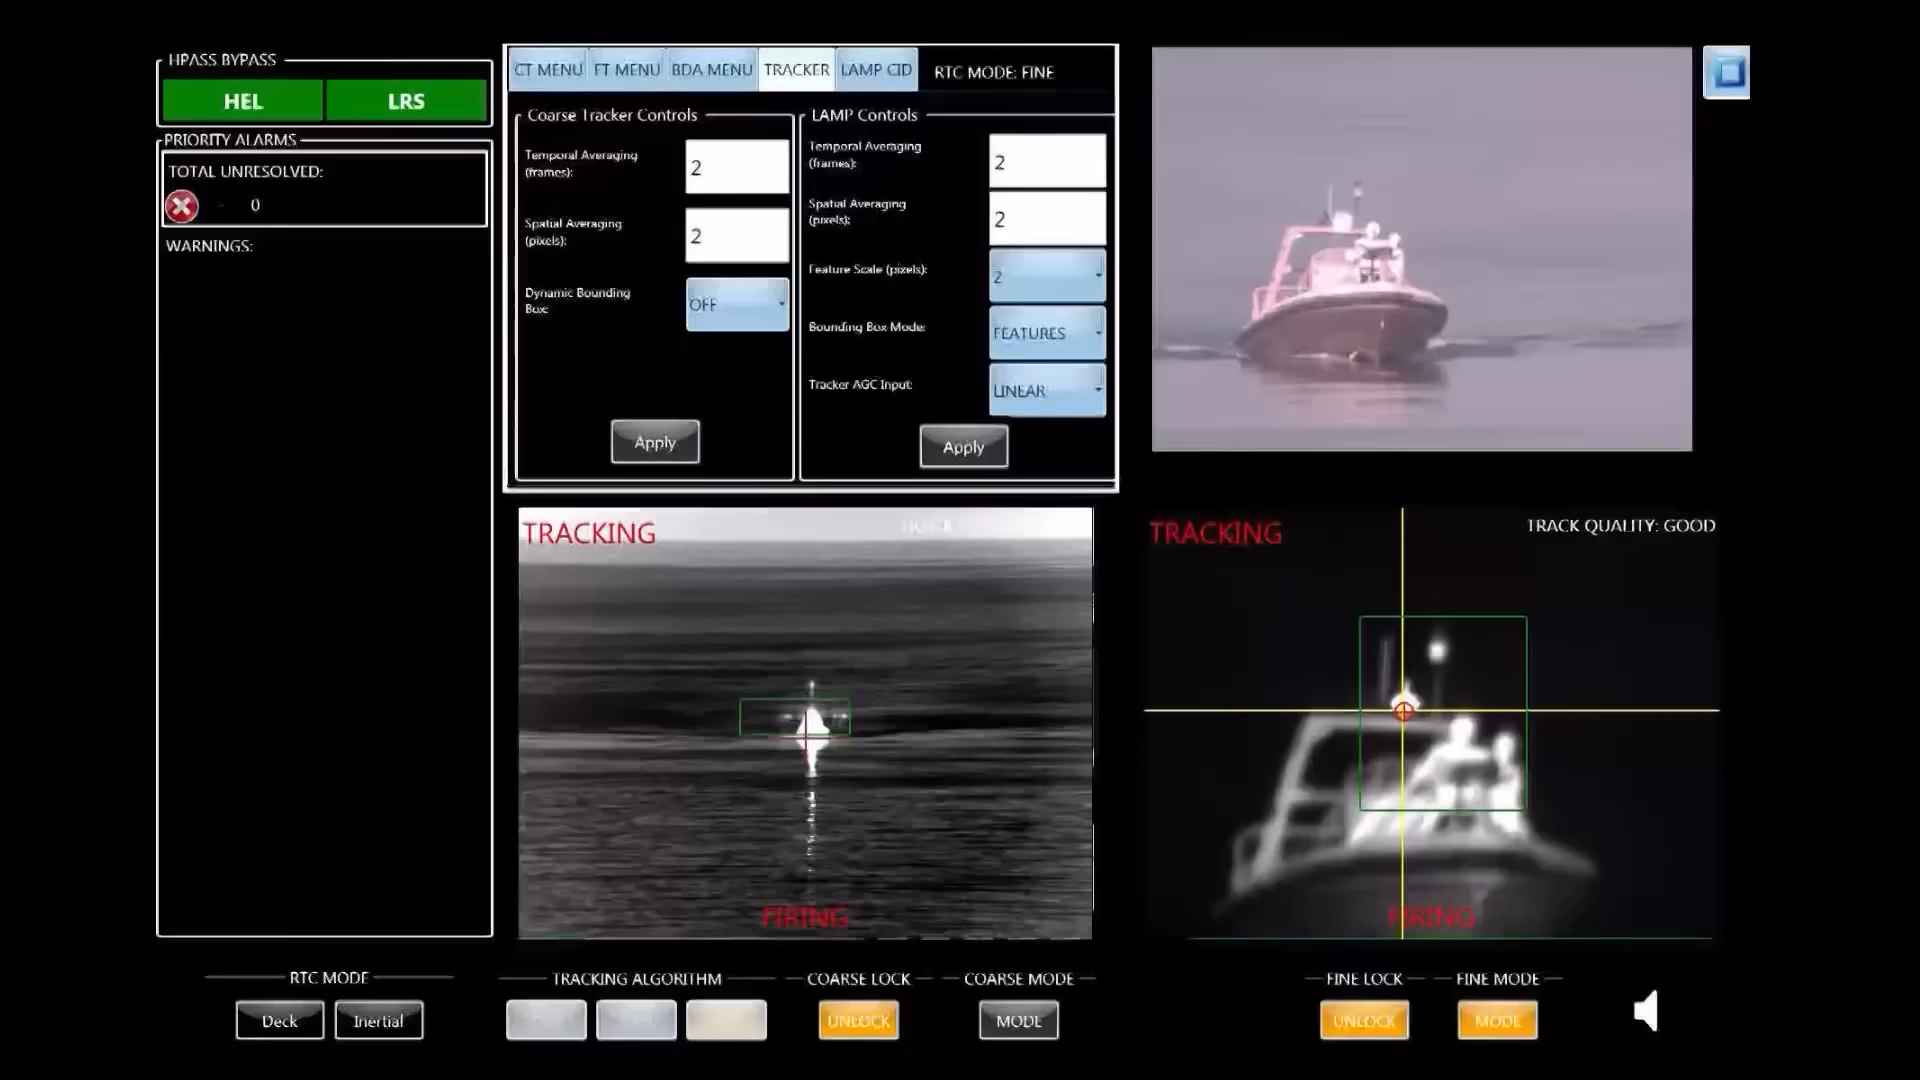 HPASS BYPASS
HEL
LRS
PRIORITY ALARMS
TOTAL UNRESOLVED:
- 0
WARNINGS:
CT MENU
FT MENU
BDA MENU
TRACKER
LAMP CID
RTC MODE: FINE
Coarse Tracker Controls
Temporal Averaging
(frames):
2
Spatial Averaging
(pixels):
2
Dynamic Bounding
Box:
OFF
Apply
LAMP Controls
Temporal Averaging
(frames):
2
Spatial Averaging
(pixels):
2
Feature Scale (pixels):
2
Bounding Box Mode:
FEATURES
Tracker AGC Input:
LINEAR
Apply
TRACKING
FIRING
TRACKING
TRACK QUALITY: GOOD
FIRING
RTC MODE
Deck
Inertial
TRACKING ALGORITHM
COARSE LOCK
UNLOCK
COARSE MODE
MODE
FINE LOCK
UNLOCK
FINE MODE
MODE